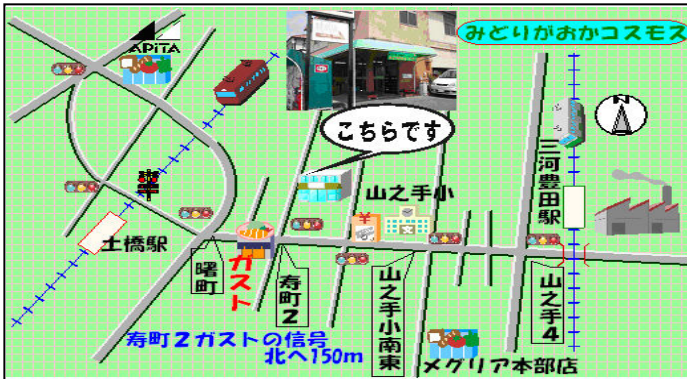 APiTA
みどりがおかコスモス
N
こちらです
三河豊田駅
山之手小
¥
文
土橋駅
曙町
ガスト
寿町2
山之手小南東
山之手4
寿町2ガストの信号
北へ150m
メグリア本部店